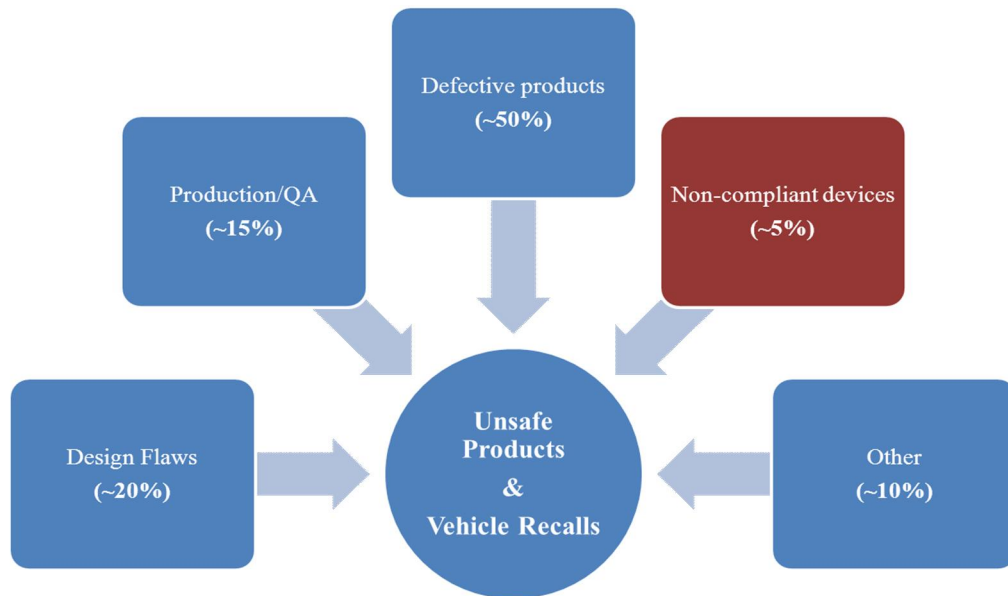 Defective products
(~50%)
Production/QA
(~15%)
Non-compliant devices
(~5%)
Design Flaws
(~20%)
Unsafe
Products
&
Vehicle Recalls
Other
(~10%)